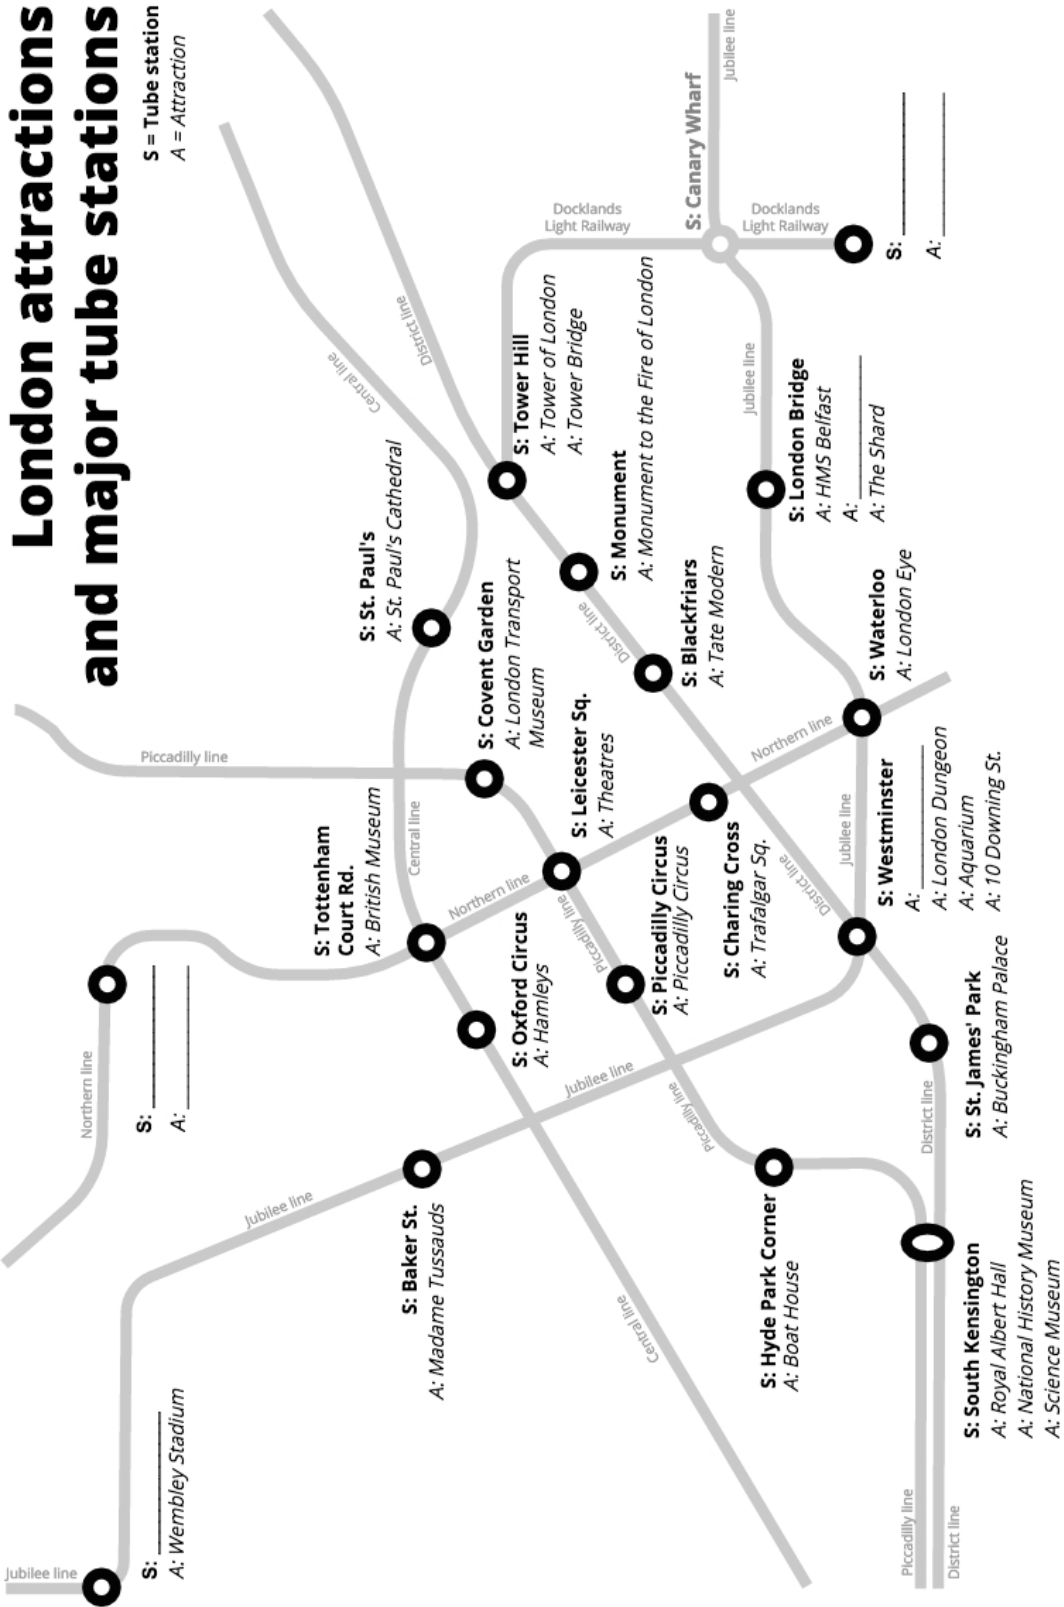 London attractions
and major tube stations
S = Tube station
A = Attraction
Jubilee line
S: ____________
A: Wembley Stadium
Jubilee line
S: Baker St.
A: Madame Tussauds
Jubilee line
Northern line
S: ____________
A: ____________
S: Tottenham
Court Rd.
A: British Museum
Piccadilly line
Central line
Northern line
S: Oxford Circus
A: Hamleys
S: St. Paul's
A: St. Paul's Cathedral
S: Covent Garden
A: London Transport
Museum
S: Leicester Sq.
A: Theatres
Piccadilly line
S: Piccadilly Circus
A: Piccadilly Circus
Piccadilly line
Central line
Central line
District line
S: Tower Hill
A: Tower of London
A: Tower Bridge
Docklands
Light Railway
S: Canary Wharf
Jubilee line
Docklands
Light Railway
S: ____________
A: ____________
S: Monument
A: Monument to the Fire of London
District line
S: Blackfriars
A: Tate Modern
Jubilee line
S: London Bridge
A: HMS Belfast
A: ____________
A: The Shard
Northern line
S: Charing Cross
A: Trafalgar Sq.
District line
Jubilee line
S: Waterloo
A: London Eye
S: Westminster
A: ____________
A: London Dungeon
A: Aquarium
A: 10 Downing St.
S: Hyde Park Corner
A: Boat House
District line
S: St. James' Park
A: Buckingham Palace
S: South Kensington
A: Royal Albert Hall
A: National History Museum
A: Science Museum
Piccadilly line
District line